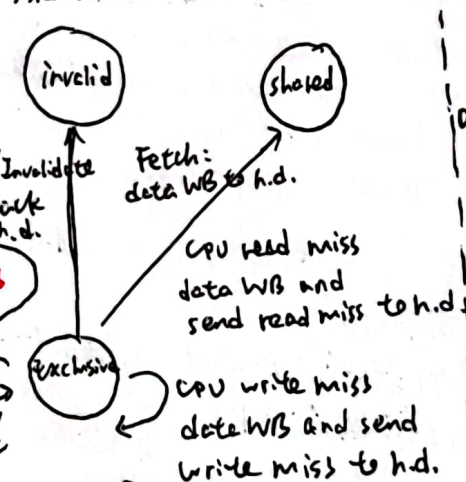 invalid
shared
Invalidate
Fetch:
data WB to h.d.
h.d.
CPU read miss
data WB and
send read miss to h.d.
Exclusive
CPU write miss
data WB and send
write miss to h.d.